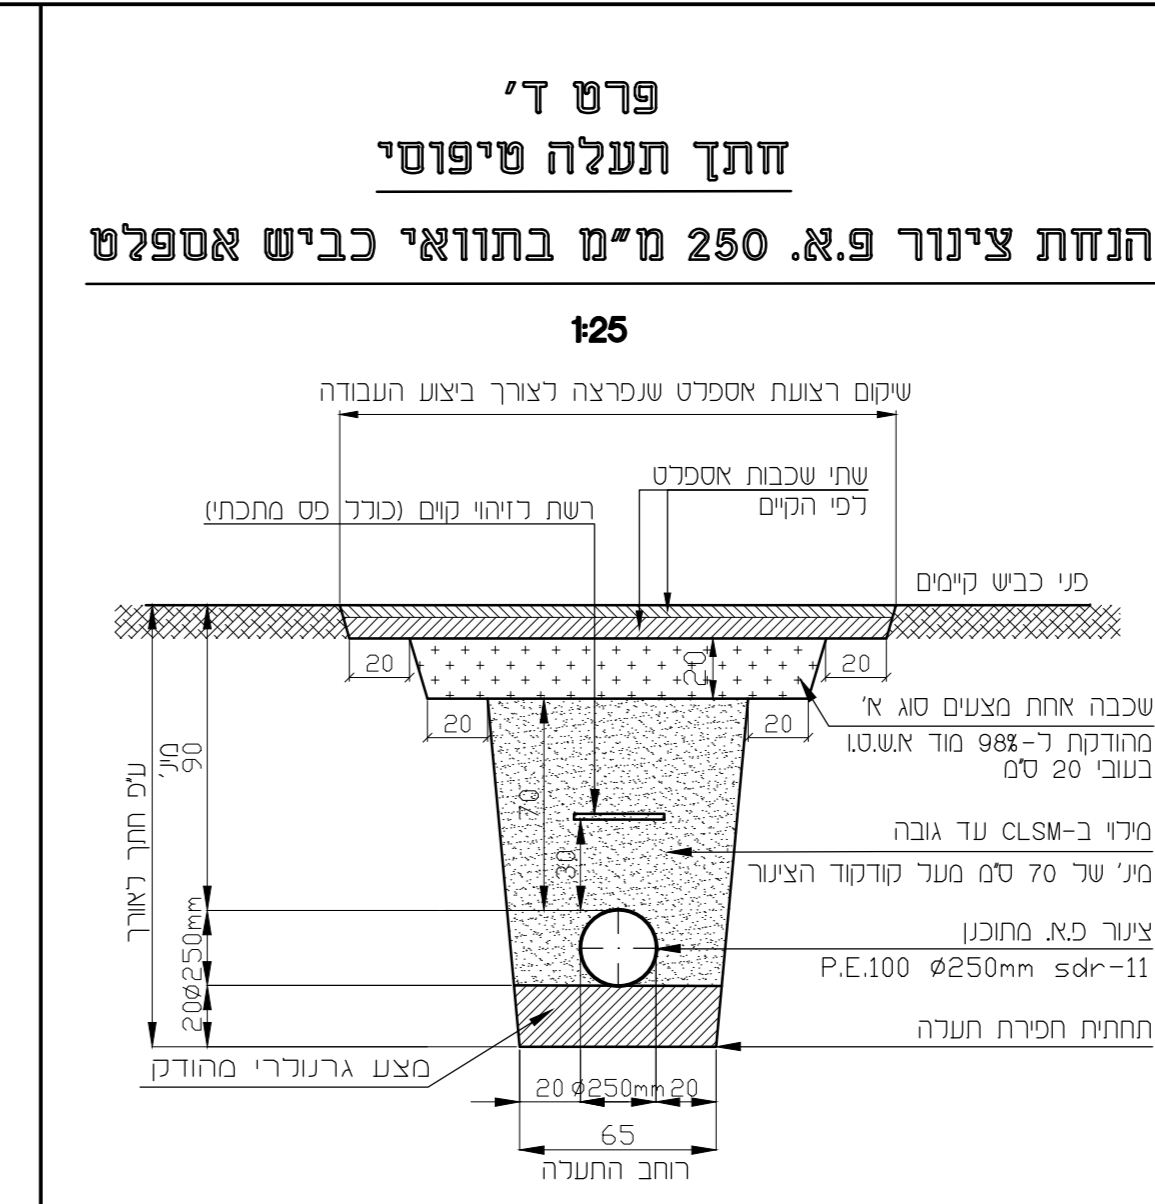 פרט ד'
חתך תעלה טיפוסי
הנחת צינור פ.א. 250 מ"מ בתוואי כביש אספלט
1:25
שיקום רצועת אספלט שנפרצה לצורך ביצוע העבודה
שתי שכבות אספלט
לפי הקיים
רשת לזיהוי קוים (כולל פס מתכתי)
פני כביש קיימים
20
20
20
20
20
שכבה אחת מצעים סוג א'
מהודקת ל-98% מוד א.ש.ט.ו
בעובי 20 ס"מ
מינ' 90
ע"פ חתך לאורך
70
30
מילוי ב-CLSM עד גובה
מינ' של 70 ס"מ מעל קודקוד הצינור
צינור פ.א. מתוכנן
P.E.100 Ø250mm sdr-11
Ø250mm
20
תחתית חפירת תעלה
מצע גרנולרי מהודק
20 Ø250mm 20
65
רוחב התעלה